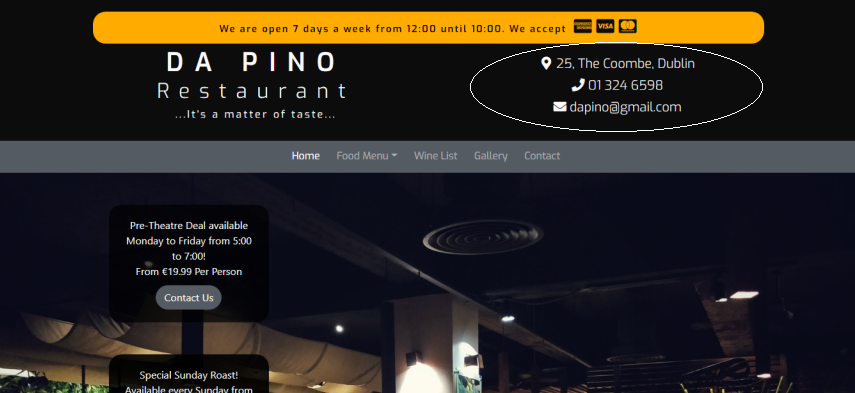 We are open 7 days a week from 12:00 until 10:00. We accept
VISA
DA PINO
Restaurant
...It's a matter of taste...
25, The Coombe, Dublin
01 324 6598
dapino@gmail.com
Home Food Menu Wine List Gallery Contact
Pre-Theatre Deal available
Monday to Friday from 5:00
to 7:00!
From €19.99 Per Person
Contact Us
Special Sunday Roast!
Available every Sunday from